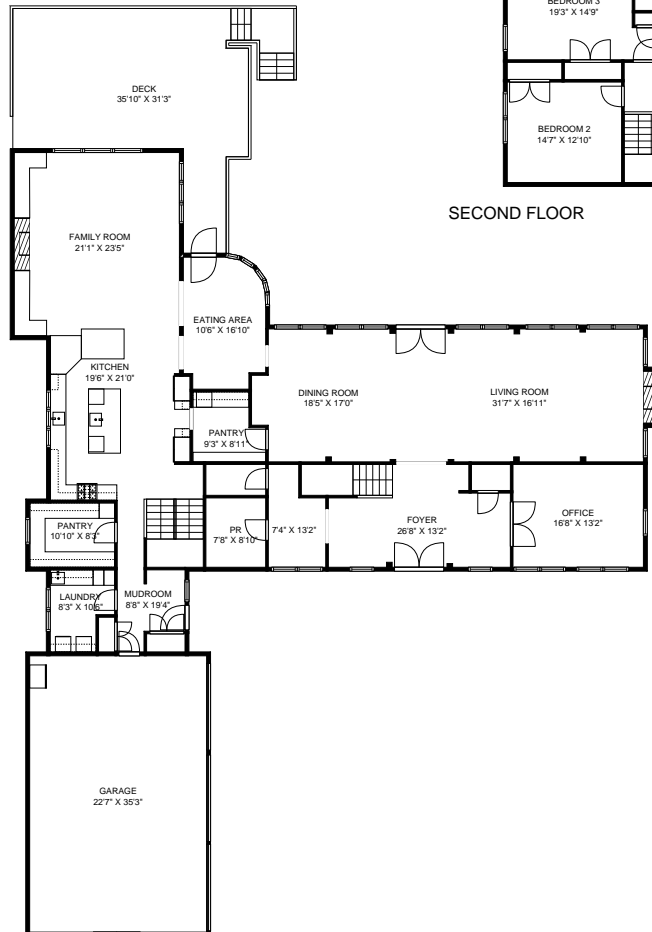 BEDROOM 3
19'3" X 14'9"
DECK
35'10" X 31'3"
BEDROOM 2
14'7" X 12'10"
SECOND FLOOR
FAMILY ROOM
21'1" X 23'5"
EATING AREA
10'6" X 16'10"
KITCHEN
19'6" X 21'0"
DINING ROOM
18'5" X 17'0"
LIVING ROOM
31'7" X 16'11"
PANTRY
9'3" X 8'11"
PANTRY
10'10" X 8'3"
PR
7'8" X 8'10"
7'4" X 13'2"
FOYER
26'8" X 13'2"
OFFICE
16'8" X 13'2"
LAUNDRY
8'3" X 10'6"
MUDROOM
8'8" X 19'4"
GARAGE
22'7" X 35'3"